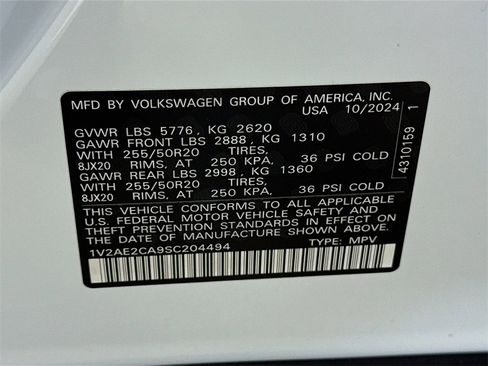 MFD BY VOLKSWAGEN GROUP OF AMERICA, INC.
USA 10/2024
GVWR LBS 5776, KG 2620
GAWR FRONT LBS 2888, KG 1310
WITH 255/50R20 TIRES,
8JX20 RIMS, AT 250 KPA, 36 PSI COLD
GAWR REAR LBS 2998, KG 1360
WITH 255/50R20 TIRES,
8JX20 RIMS, AT 250 KPA, 36 PSI COLD
THIS VEHICLE CONFORMS TO ALL APPLICABLE
U.S. FEDERAL MOTOR VEHICLE SAFETY AND
THEFT PREVENTION STANDARDS IN EFFECT ON THE
DATE OF MANUFACTURE SHOWN ABOVE.
1V2AE2CA9SC204494 TYPE: MPV
4310159 1